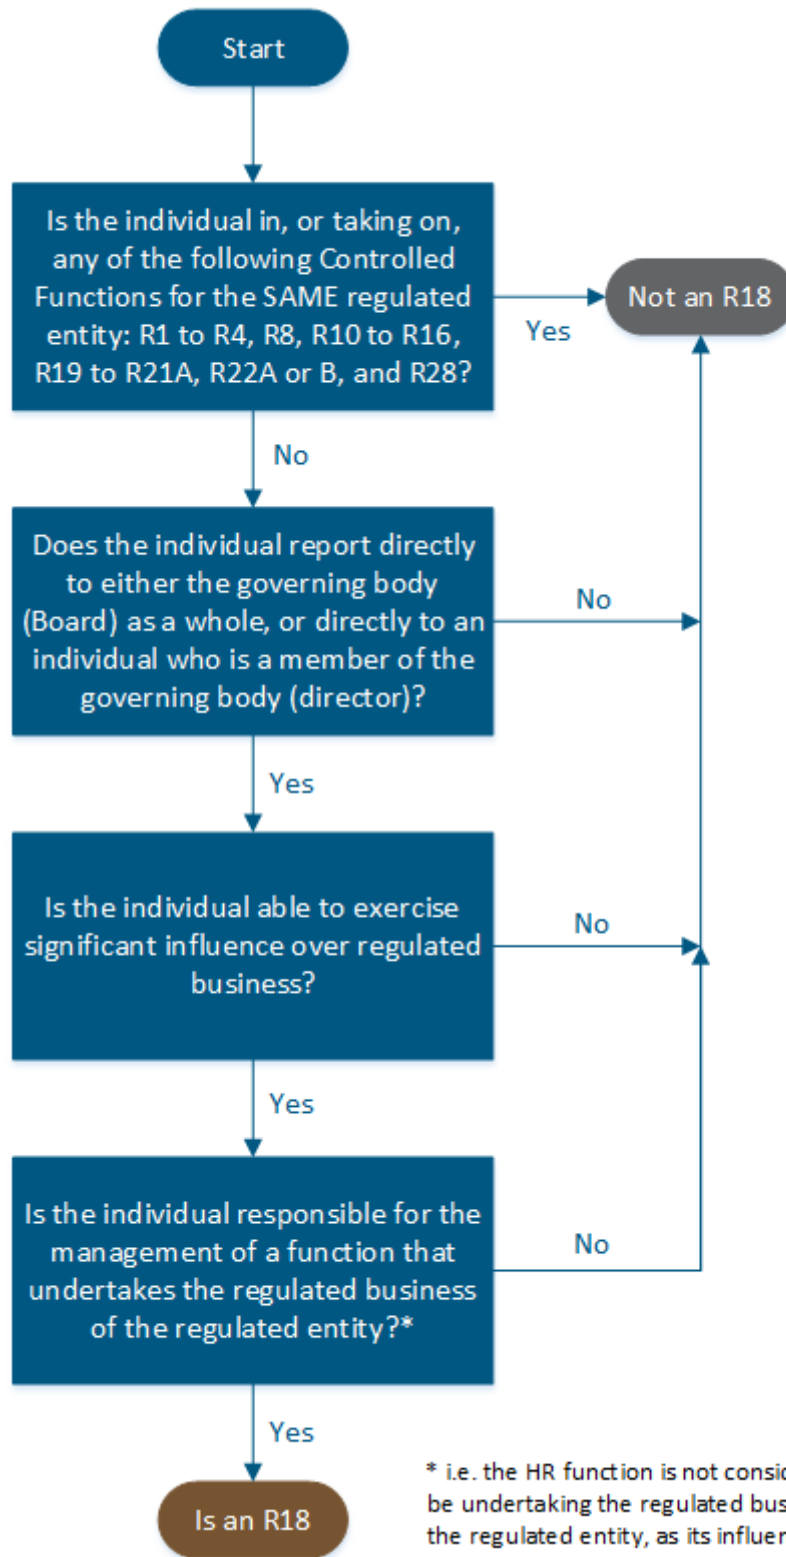 Start
Is the individual in, or taking on,
any of the following Controlled
Functions for the SAME regulated
entity: R1 to R4, R8, R10 to R16,
R19 to R21A, R22A or B, and R28?
Yes
Not an R18
No
Does the individual report directly
to either the governing body
(Board) as a whole, or directly to an
individual who is a member of the
governing body (director)?
No
Yes
Is the individual able to exercise
significant influence over regulated
business?
No
Yes
Is the individual responsible for the
management of a function that
undertakes the regulated business
of the regulated entity?*
No
Yes
Is an R18
* i.e. the HR function is not
be undertaking the regulated
the regulated entity, as its